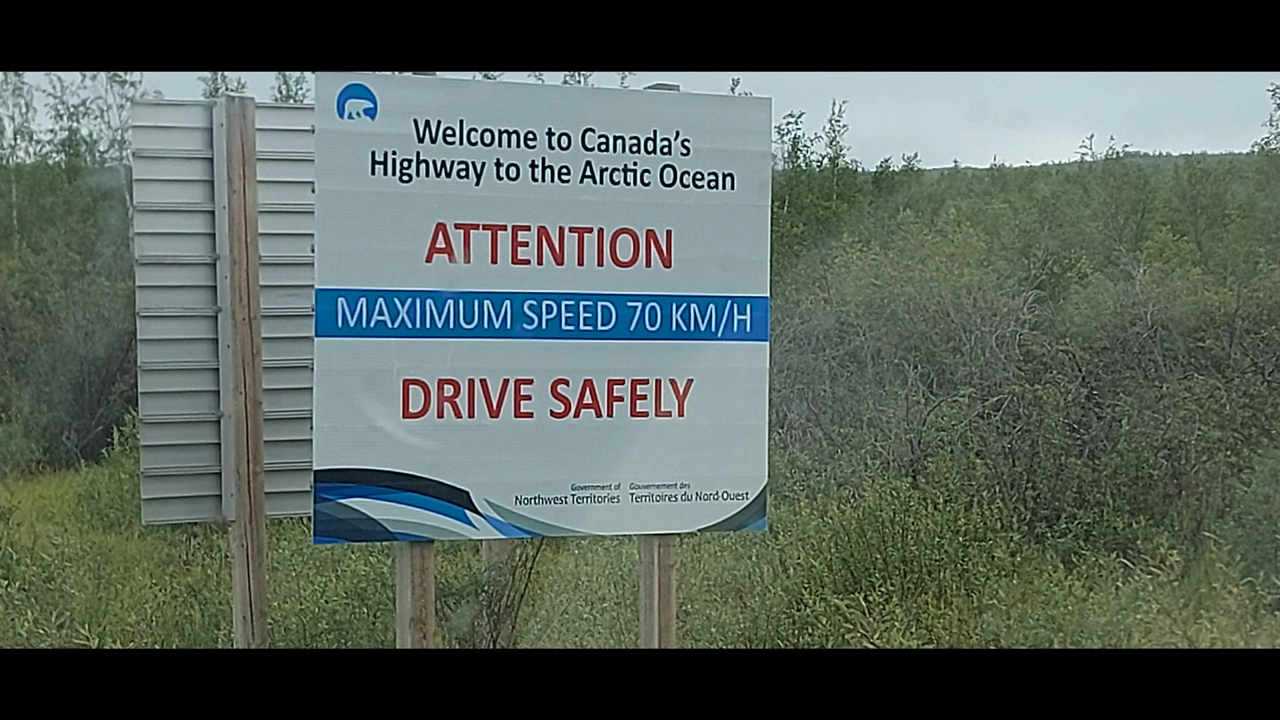 Welcome to Canada's
Highway to the Arctic Ocean
ATTENTION
MAXIMUM SPEED 70 KM/H
DRIVE SAFELY
Government of
Northwest Territories
Gouvernement des
Territoires du Nord-Ouest